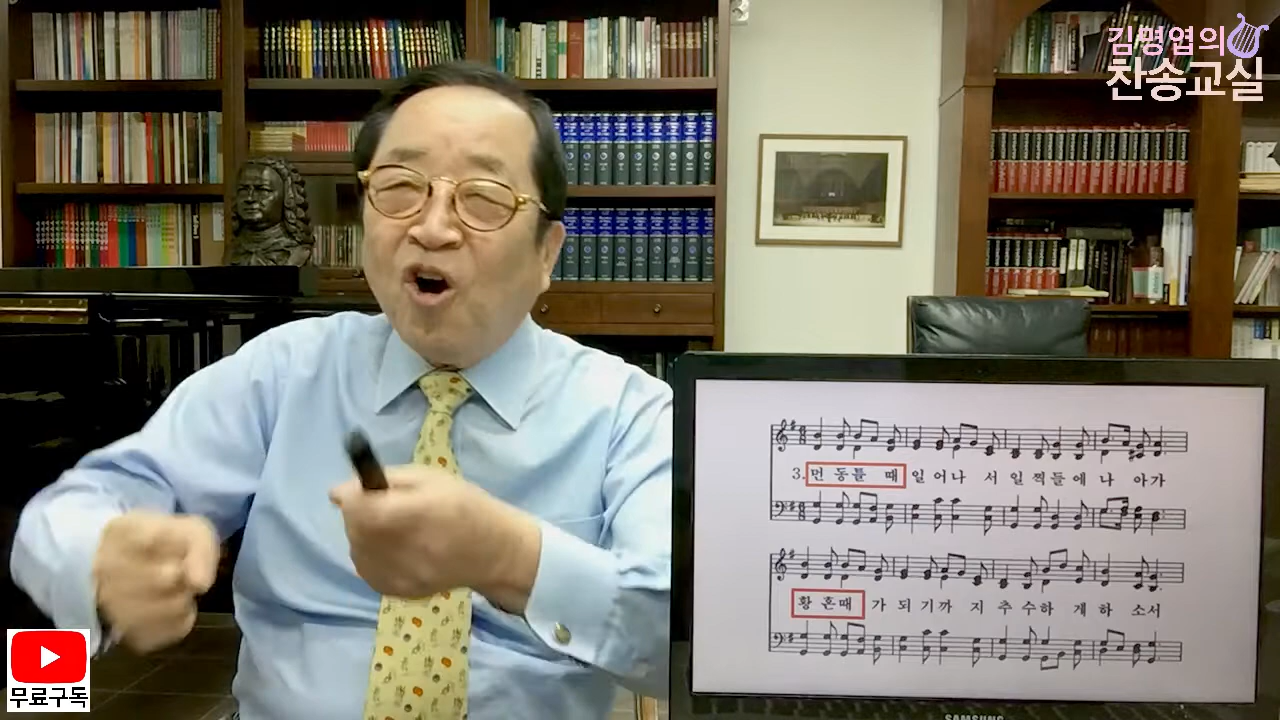 김명엽의
찬송교실
3. 먼 동틀 때 일어나 서 일찍들에 나 아가
황혼때 가 되 기까 지 추수하 게 하 소서
SAMSUNG
무료구독